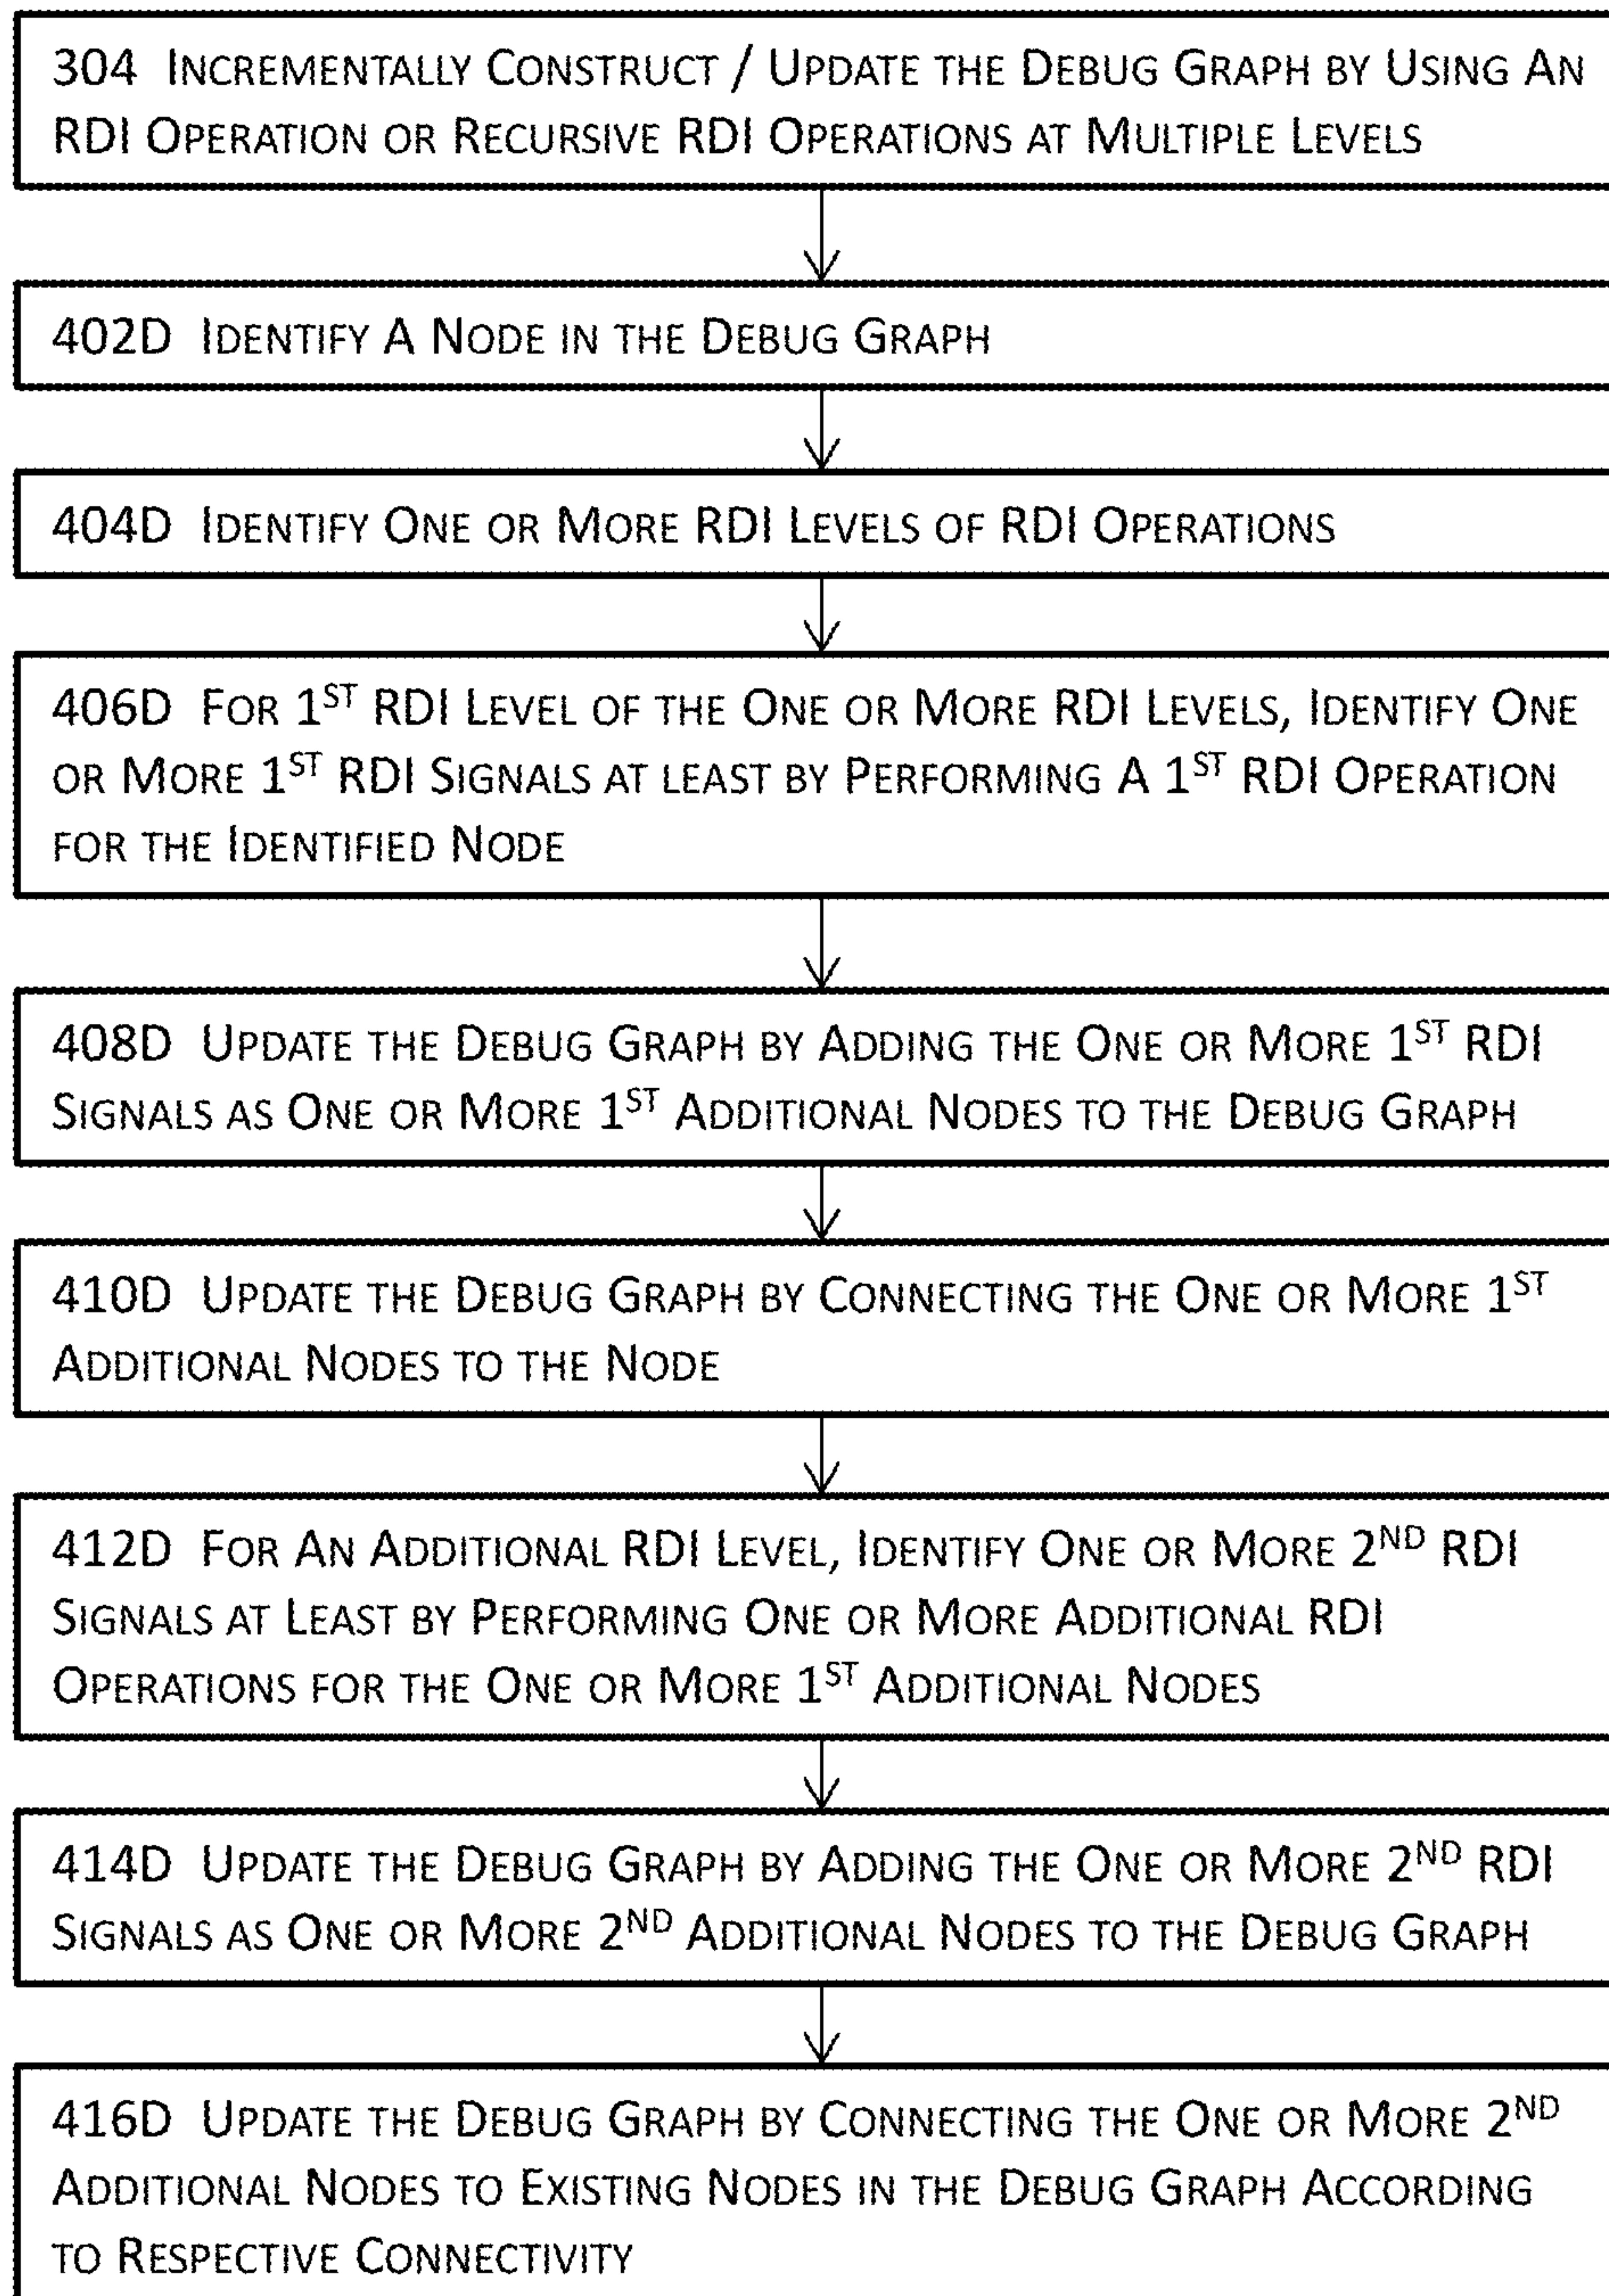 304 Incrementally Construct / Update the Debug Graph by Using An
RDI Operation or Recursive RDI Operations at Multiple Levels
402D Identify A Node in the Debug Graph
404D Identify One or More RDI Levels of RDI Operations
406D For 1st RDI Level of the One or More RDI Levels, Identify One
or More 1st RDI Signals at least by Performing A 1st RDI Operation
for the Identified Node
408D Update the Debug Graph by Adding the One or More 1st RDI
Signals as One or More 1st Additional Nodes to the Debug Graph
410D Update the Debug Graph by Connecting the One or More 1st
Additional Nodes to the Node
412D For An Additional RDI Level, Identify One or More 2nd RDI
Signals at Least by Performing One or More Additional RDI
Operations for the One or More 1st Additional Nodes
414D Update the Debug Graph by Adding the One or More 2nd RDI
Signals as One or More 2nd Additional Nodes to the Debug Graph
416D Update the Debug Graph by Connecting the One or More 2nd
Additional Nodes to Existing Nodes in the Debug Graph According
to Respective Connectivity